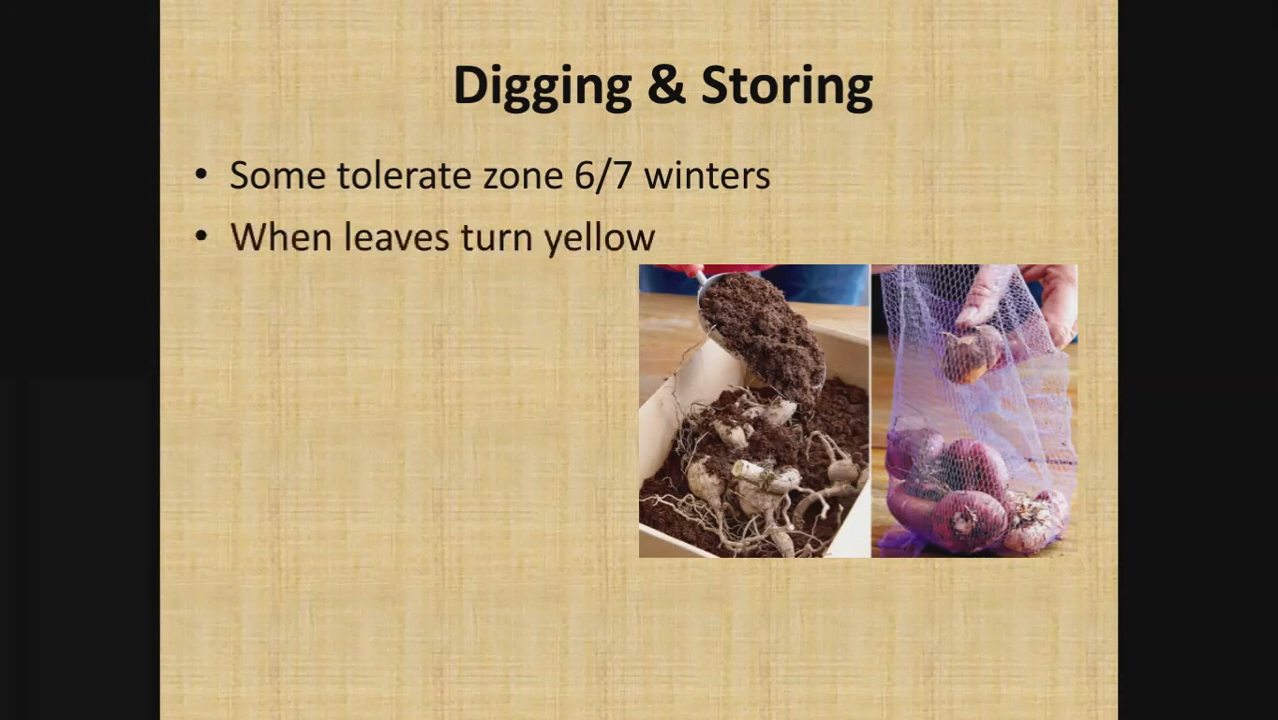 Digging & Storing
• Some tolerate zone 6/7 winters
• When leaves turn yellow